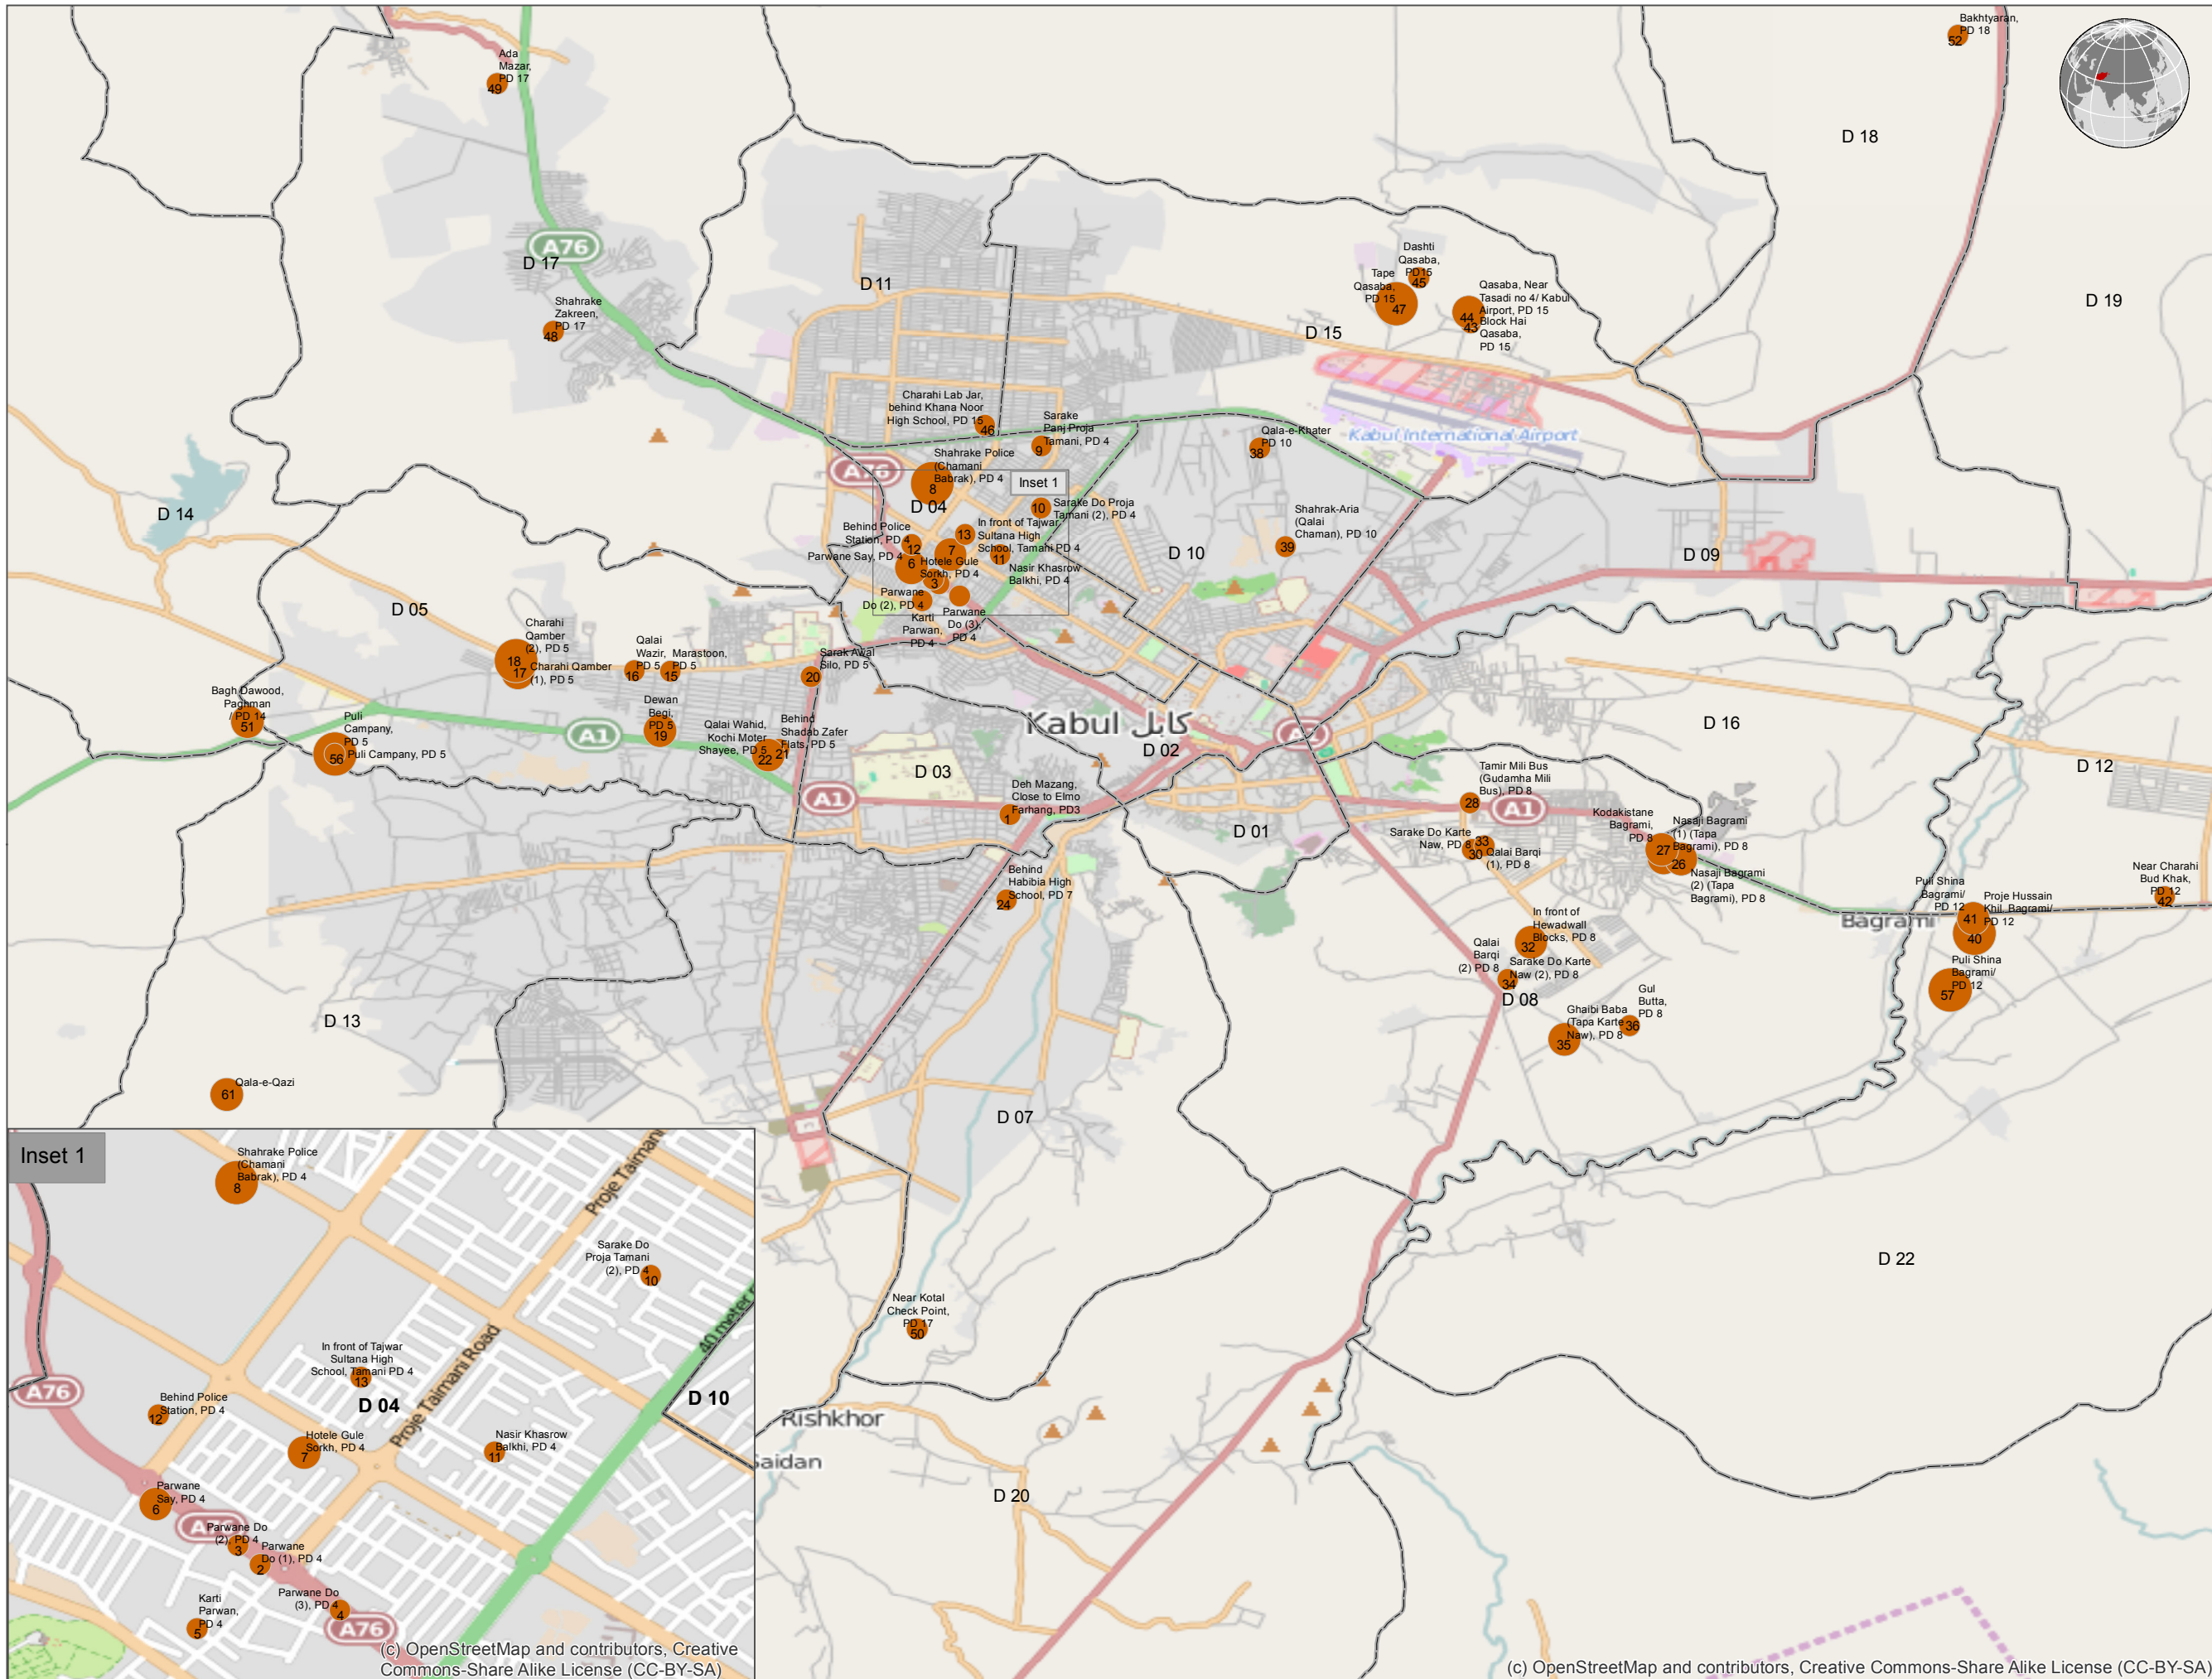 Bakhtyaran,
PD 18
52
Ada
Mazar,
PD 17
49
D 18
A76
D 17
D 11
D 19
Dashti
Qasaba,
PD15
45
Tape
Qasaba,
PD 15
47
Qasaba, Near
Tasadi no 4/ Kabul
Airport, PD 15
44
43
Block Hai
Qasaba,
PD 15
D 15
Shahrake
Zakreen,
PD 17
48
Charahi Lab Jar,
behind Khana Noor
High School, PD 15
46
Sarake
Panj Proja
Tamani, PD 4
9
Qala-e-Khater
PD 10
38
Kabul International Airport
A76
Shahrake Police
(Chamani
Babrak), PD 4
8
Inset 1
D 04
10
Sarake Do Proja
Tamani (2), PD 4
Shahrak-Aria
(Qalai
Chaman), PD 10
39
D 14
Behind Police
Station, PD 4
12
13
In front of Tajwar
Sultana High
School, Tamani PD 4
Parwane Say, PD 4
6
7
Hotele Gule
Sorkh, PD 4
11
Nasir Khasrow
Balkhi, PD 4
3
D 10
D 09
Parwane
Do (2), PD 4
Karti
Parwan,
PD 4
Parwane
Do (3),
PD 4
D 05
Charahi
Qamber
(2), PD 5
18
17
Charahi Qamber
(1), PD 5
Qalai
Wazir,
PD 5
16
Marastoon,
PD 5
15
Sarak Awal
Silo, PD 5
20
Bagh Dawood,
Paghman
/ PD 14
51
Puli
Company,
PD 5
56
Puli Company, PD 5
A1
Dewan
Begi,
PD 5
19
Qalai Wahid,
Kochi Moter
Shayee, PD 5
22
Behind
Shadab Zafer
Flats, PD 5
21
Kabul کابل
D 02
D 16
D 03
D 12
A1
Deh Mazang,
Close to Elmo
Farhang, PD3
1
D 01
Tamir Mili Bus
(Gudamha Mili
Bus), PD 8
28
A1
Kodakistane
Bagrami,
PD 8
27
Nasaji Bagrami
(1) (Tapa
Bagrami), PD 8
26
Nasaji Bagrami
(2) (Tapa
Bagrami), PD 8
Sarake Do Karte
Naw, PD 8
33
30
Qalai Barqi
(1), PD 8
Behind
Habibia High
School, PD 7
24
Near Charahi
Bud Khak,
PD 12
42
Puli Shina
Bagrami/
PD 12
Proje Hussain
Khil, Bagrami/
PD 12
41
40
Bagrami
In front of
Hewadwall
Blocks, PD 8
32
Qalai
Barqi
(2) PD 8
Sarake Do Karte
Naw (2), PD 8
34
D 08
Puli Shina
Bagrami/
PD 12
57
Gul
Butta,
PD 8
36
Ghaibi Baba
(Tapa Karte
Naw), PD 8
35
D 13
Qala-e-Qazi
61
D 07
D 22
Near Kotal
Check Point,
PD 17
50
Rishkhor
Saidan
D 20
Inset 1
Shahrake Police
(Chamani
Babrak), PD 4
8
Proje Taimani
Sarake Do
Proja Tamani
(2), PD 4
10
40 meter
In front of Tajwar
Sultana High
School, Tamani PD 4
13
D 04
Proje Taimani Road
D 10
A76
Behind Police
Station, PD 4
12
Hotele Gule
Sorkh, PD 4
7
Nasir Khasrow
Balkhi, PD 4
11
Parwane
Say, PD 4
6
Parwane Do
(2), PD 4
3
Parwane
Do (1), PD 4
2
Parwane Do
(3), PD 4
4
Karti
Parwan,
PD 4
5
A76
(c) OpenStreetMap and contributors, Creative
Commons-Share Alike License (CC-BY-SA)
(c) OpenStreetMap and contributors, Creative Commons-Share Alike License (CC-BY-SA)